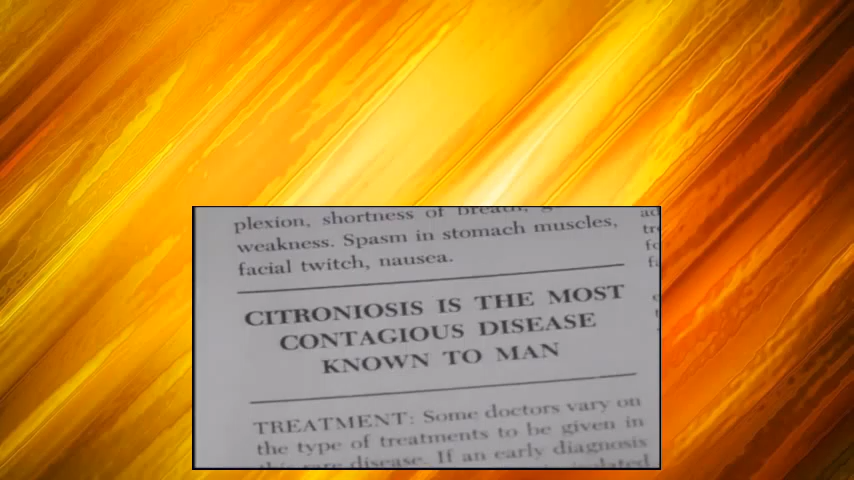 plexion, shortness of breath,
weakness. Spasm in stomach muscles,
facial twitch, nausea.
CITRONIOSIS IS THE MOST
CONTAGIOUS DISEASE
KNOWN TO MAN
TREATMENT: Some doctors vary on
the type of treatments to be given in
this rare disease. If an early diagnosis